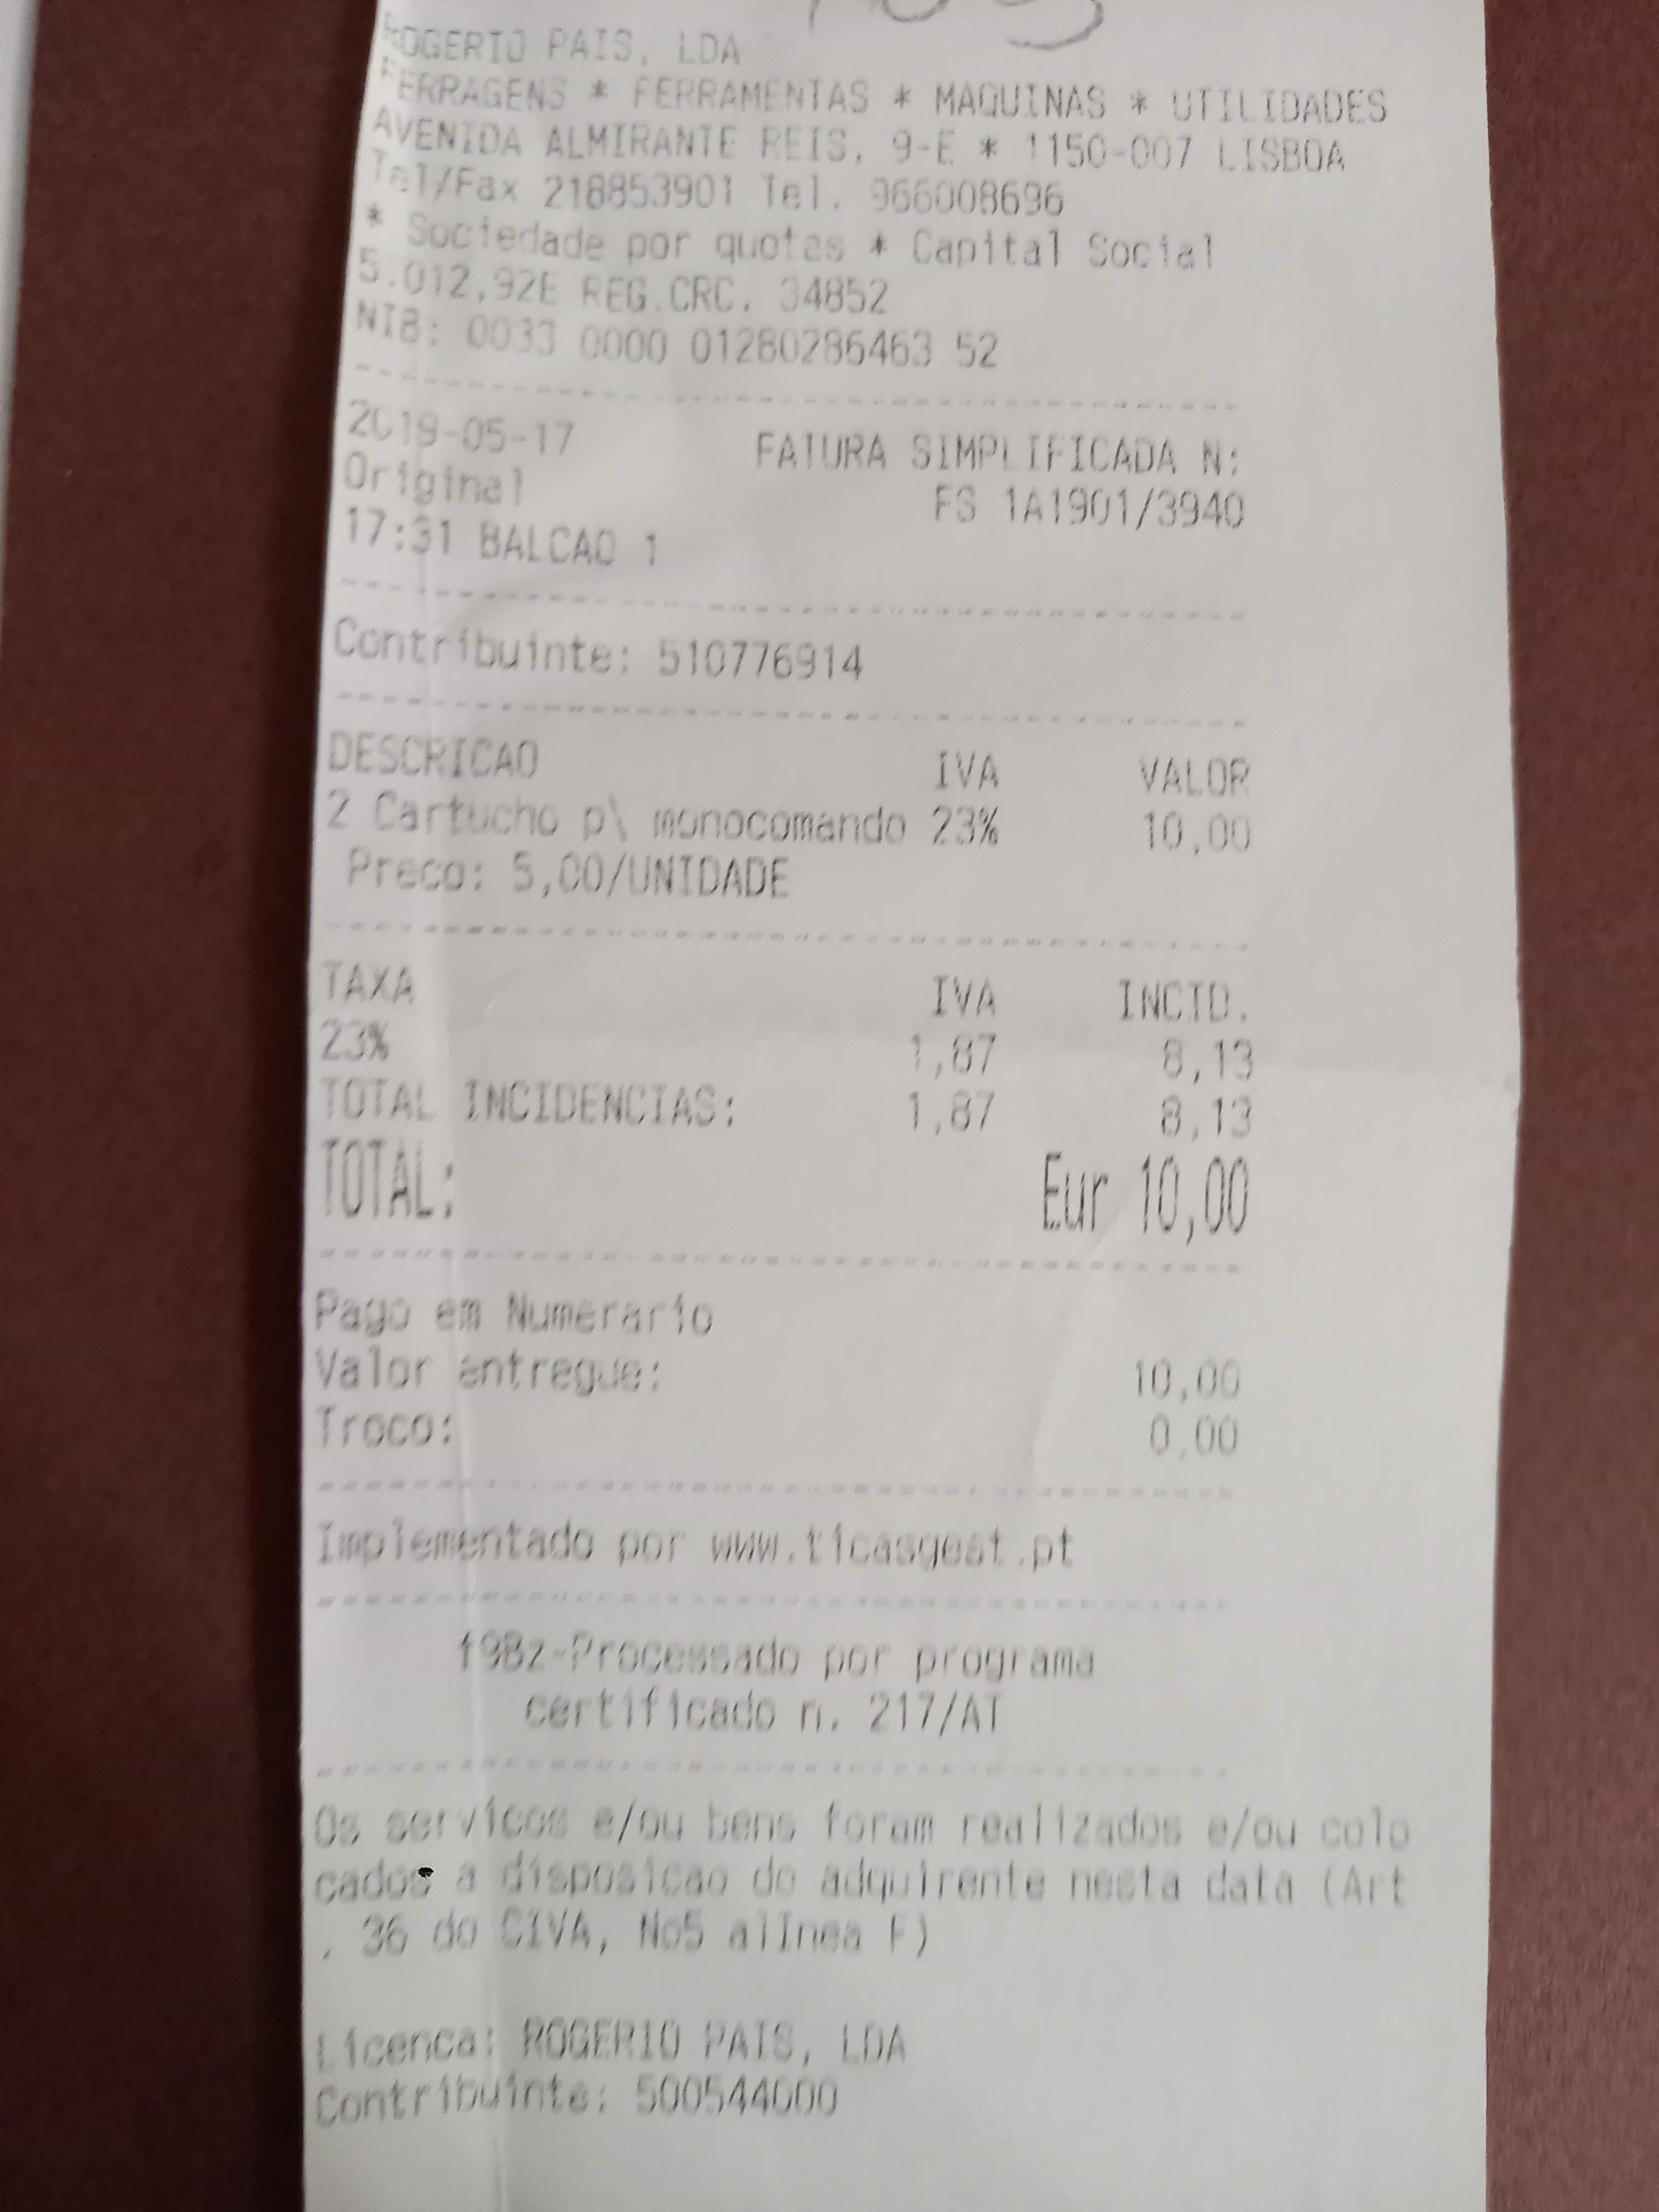 ROGERIO PAIS, LDA
FERRAGENS * FERRAMENTAS * MAQUINAS * UTILIDADES
AVENIDA ALMIRANTE REIS, 9-E * 1150-007 LISBOA
Tel/Fax 218853901 Tel. 966008696
* Sociedade por quotas * Capital Social
5.012,92E REG.CRC. 34852
NIB: 0033 0000 01280286463 52
2019-05-17 FATURA SIMPLIFICADA N:
Original FS 1A1901/3940
17:31 BALCAO 1
Contribuinte: 510776914
DESCRICAO IVA VALOR
2 Cartucho p\ monocomando 23% 10,00
Preco: 5,00/UNIDADE
TAXA IVA INCID.
23% 1,87 8,13
TOTAL INCIDENCIAS: 1,87 8,13
TOTAL: Eur 10,00
Pago em Numerario
Valor entregue: 10,00
Troco: 0,00
Implementado por www.ticasgest.pt
19Bz-Processado por programa
certificado n. 217/AT
Os servicos e/ou bens foram realizados e/ou colo
cados a disposicao do adquirente nesta data (Art
. 36 do CIVA, No5 alinea F)
Licenca: ROGERIO PAIS, LDA
Contribuinte: 500544000